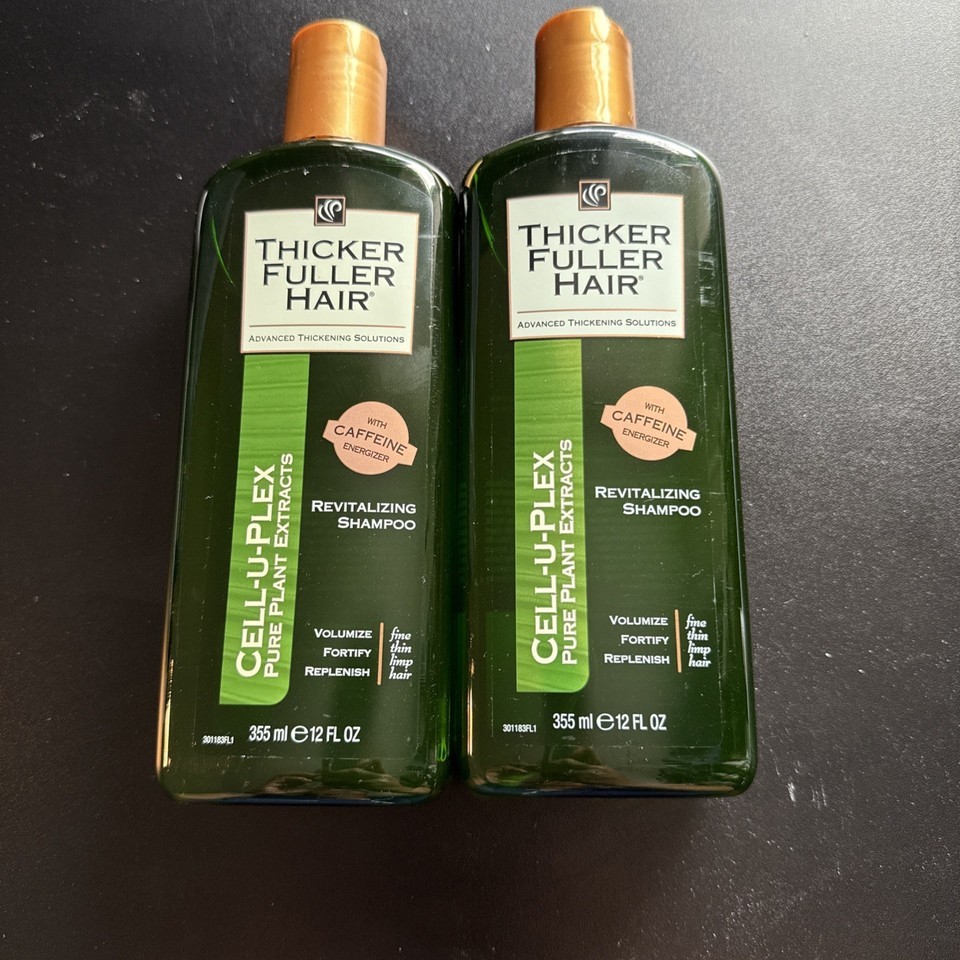 THICKER
FULLER
HAIR®
ADVANCED THICKENING SOLUTIONS
WITH
CAFFEINE
ENERGIZER
CELL-U-PLEX
PURE PLANT EXTRACTS
REVITALIZING
SHAMPOO
VOLUMIZE
FORTIFY
REPLENISH
fine
thin
limp
hair
301183FL1
355 ml ℮ 12 FL OZ
THICKER
FULLER
HAIR®
ADVANCED THICKENING SOLUTIONS
WITH
CAFFEINE
ENERGIZER
CELL-U-PLEX
PURE PLANT EXTRACTS
REVITALIZING
SHAMPOO
VOLUMIZE
FORTIFY
REPLENISH
fine
thin
limp
hair
301183FL1
355 ml ℮ 12 FL OZ